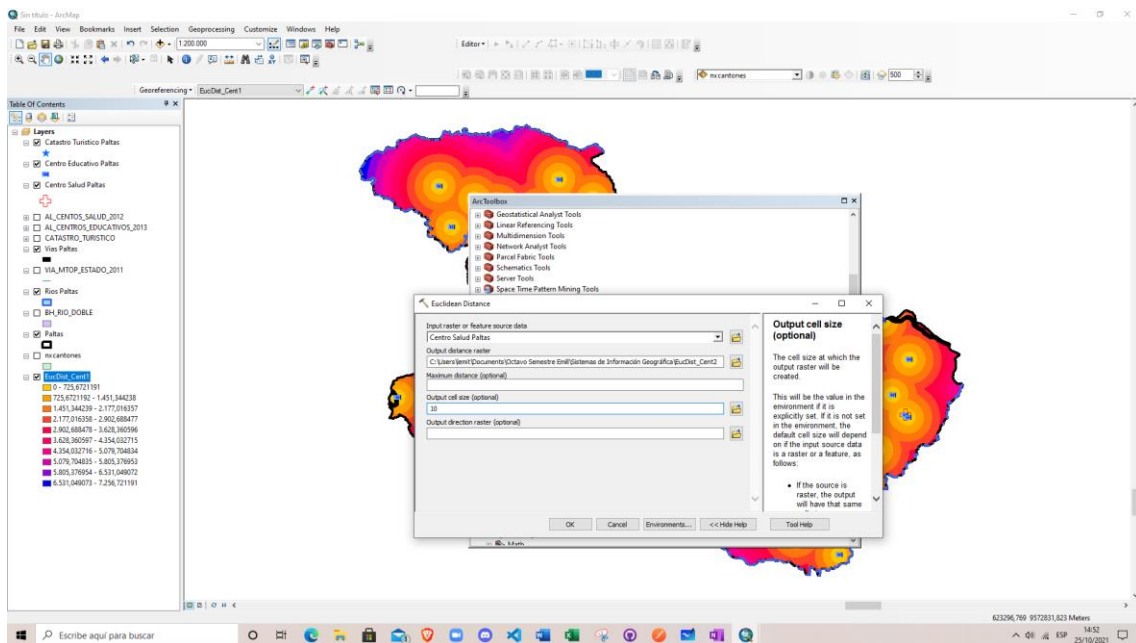 Sin título - ArcMap
File Edit View Bookmarks Insert Selection Geoprocessing Customize Windows Help
1:200.000
Editor
nxcantones
500
Georeferencing
EucDist_Cent1
Table Of Contents
Layers
Catastro Turistico Paltas
Centro Educativo Paltas
Centro Salud Paltas
AL_CENTOS_SALUD_2012
AL_CENTROS_EDUCATIVOS_2013
CATASTRO_TURISTICO
Vias Paltas
VIA_MTOP_ESTADO_2011
Rios Paltas
BH_RIO_DOBLE
Paltas
nxcantones
EucDist_Cent1
0 - 725,6721191
725,6721192 - 1.451,344238
1.451,344239 - 2.177,016357
2.177,016358 - 2.902,688477
2.902,688478 - 3.628,360596
3.628,360597 - 4.354,032715
4.354,032716 - 5.079,704834
5.079,704835 - 5.805,376953
5.805,376954 - 6.531,049072
6.531,049073 - 7.256,721191
ArcToolbox
Geostatistical Analyst Tools
Linear Referencing Tools
Multidimension Tools
Network Analyst Tools
Parcel Fabric Tools
Schematics Tools
Server Tools
Space Time Pattern Mining Tools
Euclidean Distance
Input raster or feature source data
Centro Salud Paltas
Output distance raster
C:\Users\lemit\Documents\Octavo Semestre Emill\Sistemas de Información Geográfica\EucDist_Cent2
Maximum distance (optional)
Output cell size (optional)
10
Output direction raster (optional)
OK
Cancel
Environments...
<< Hide Help
Tool Help
Output cell size
(optional)
The cell size at which the
output raster will be
created.
This will be the value in the
environment if it is
explicitly set. If it is not set
in the environment, the
default cell size will depend
on if the input source data
is a raster or a feature, as
follows:
• If the source is
raster, the output
will have that same
Math
623296,769 9572831,823 Meters
Escribe aquí para buscar
ESP
14:52
25/10/2021